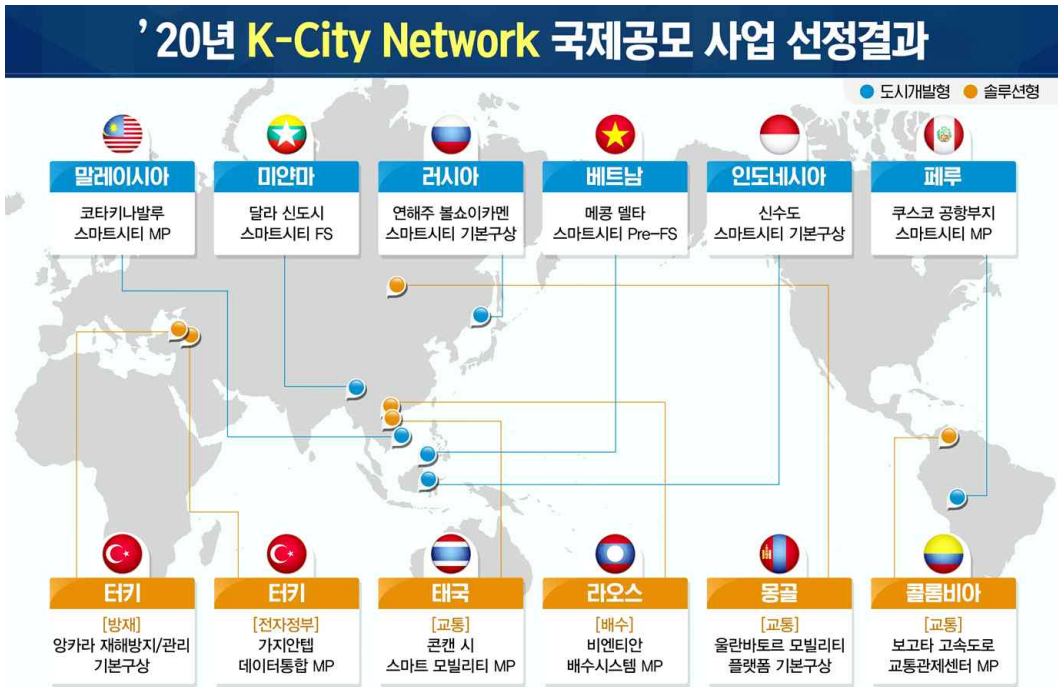 '20년 K-City Network 국제공모 사업 선정결과
도시개발형 솔루션형
말레이시아
코타키나발루
스마트시티 MP
미얀마
달라 신도시
스마트시티 FS
러시아
연해주 볼쇼이카멘
스마트시티 기본구상
베트남
메콩 델타
스마트시티 Pre-FS
인도네시아
신수도
스마트시티 기본구상
페루
쿠스코 공항부지
스마트시티 MP
터키
[방재]
앙카라 재해방지/관리
기본구상
터키
[전자정부]
가지안텝
데이터통합 MP
태국
[교통]
콘캔 시
스마트 모빌리티 MP
라오스
[배수]
비엔티안
배수시스템 MP
몽골
[교통]
울란바토르 모빌리티
플랫폼 기본구상
콜롬비아
[교통]
보고타 고속도로
교통관제센터 MP